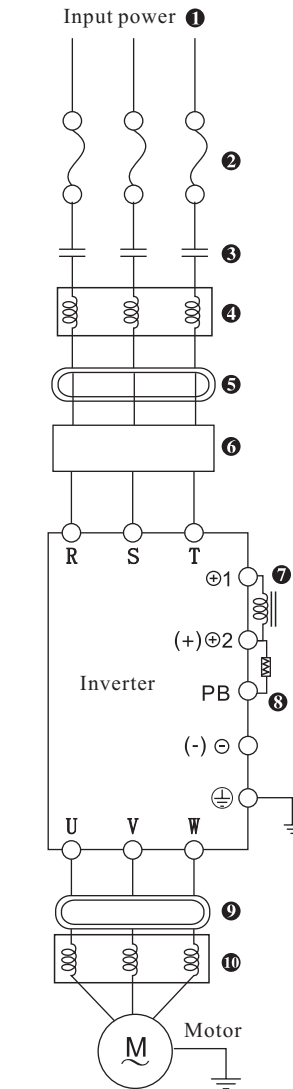 Input power ❶
❷
❸
❹
❺
❻
R S T
⊕1 ❼
(+)⊕2
Inverter
PB ❽
(-) ⊖
U V W
❾
❿
Motor
M
~